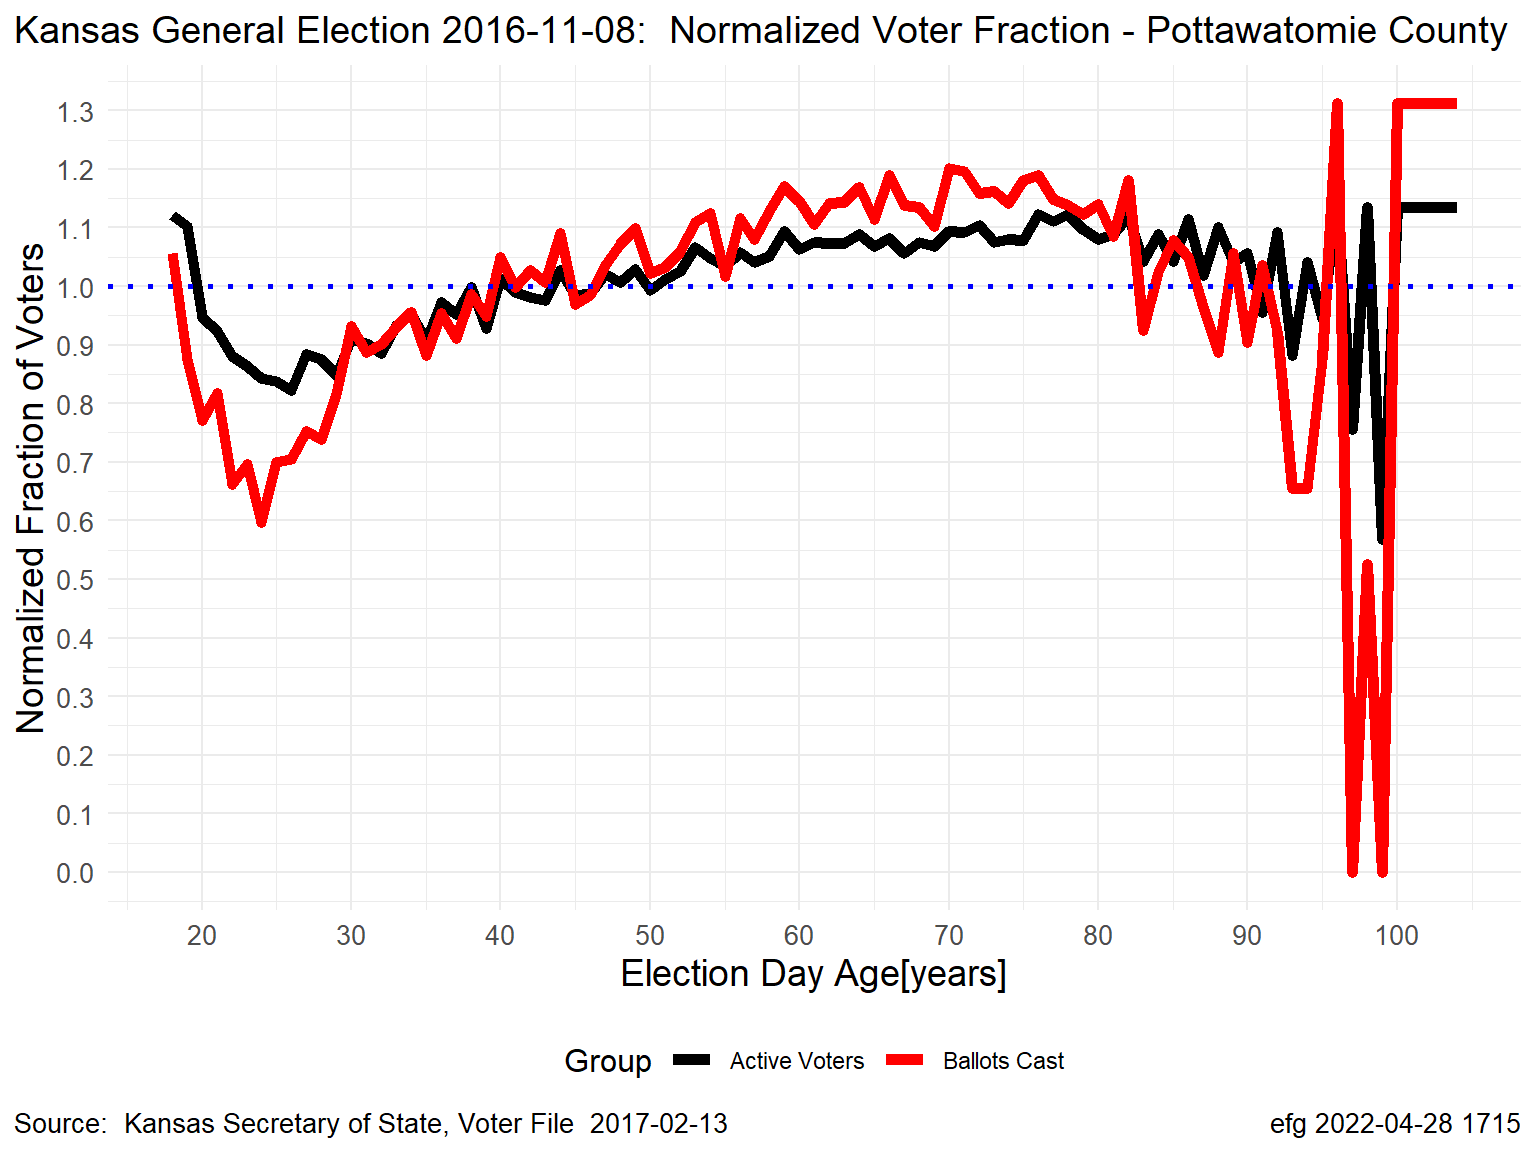 Kansas General Election 2016-11-08:  Normalized Voter Fraction - Pottawatomie County
Normalized Fraction of Voters
1.3
1.2
1.1
1.0
0.9
0.8
0.7
0.6
0.5
0.4
0.3
0.2
0.1
0.0
20 30 40 50 60 70 80 90 100
Election Day Age[years]
Group Active Voters Ballots Cast
Source:  Kansas Secretary of State, Voter File  2017-02-13 efg 2022-04-28 1715